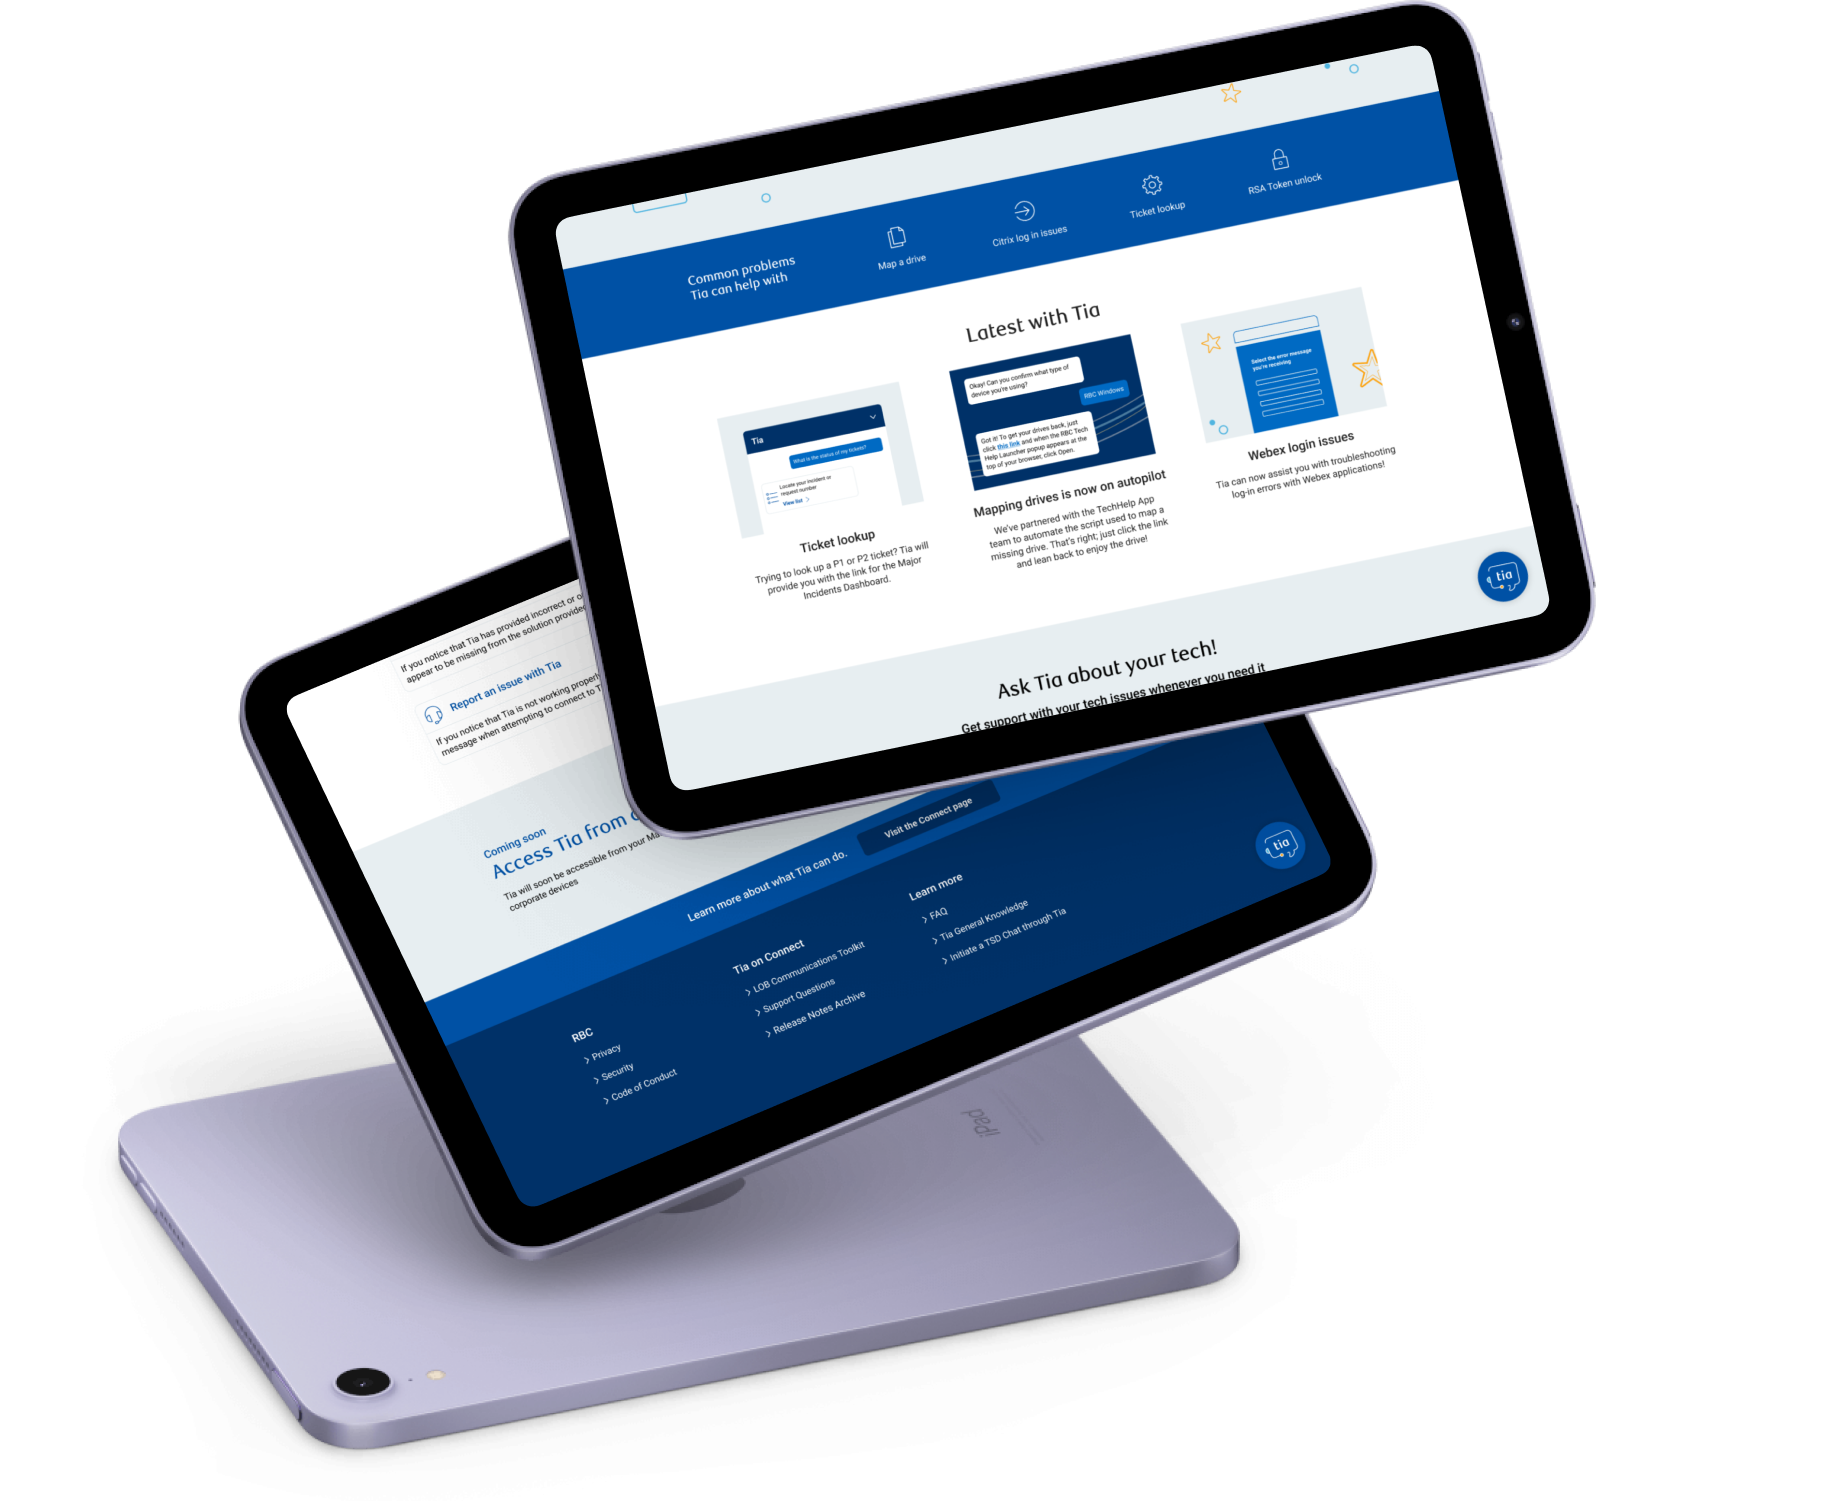 Common problems
Tia can help with
Map a drive
Citrix log in issues
Ticket lookup
RSA Token unlock
Latest with Tia
Tia
What is the status of my tickets?
Locate your incident or
request number
View list
Ticket lookup
Trying to look up a P1 or P2 ticket? Tia will
provide you with the link for the Major
Incidents Dashboard.
Okay! Can you confirm what type of
device you're using?
RBC Windows
Got it! To get your drives back, just
click this link and when the RBC Tech
Help Launcher popup appears at the
top of your browser, click Open.
Mapping drives is now on autopilot
We've partnered with the TechHelp App
team to automate the script used to map a
missing drive. That's right; just click the link
and lean back to enjoy the drive!
Select the error message
you're receiving
Webex login issues
Tia can now assist you with troubleshooting
log-in errors with Webex applications!
tia
Ask Tia about your tech!
Get support with your tech issues whenever you need it
If you notice that Tia has provided incorrect or
appear to be missing from the solution provided
Report an issue with Tia
If you notice that Tia is not working properly
message when attempting to connect to
Coming soon
Access Tia from
Tia will soon be accessible from your
corporate devices
Learn more about what Tia can do.
Visit the Connect page
tia
RBC
Privacy
Security
Code of Conduct
Tia on Connect
LOB Communications Toolkit
Support Questions
Release Notes Archive
Learn more
FAQ
Tia General Knowledge
Initiate a TSD Chat through Tia
iPad